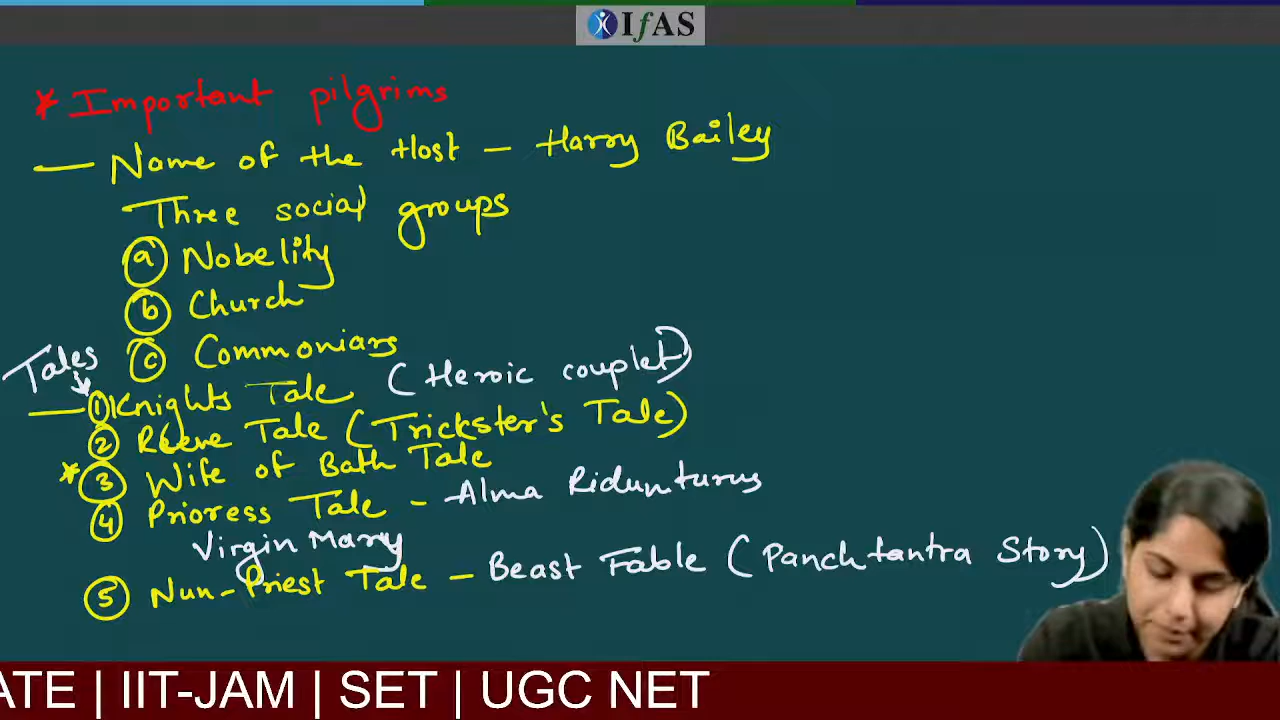 IfAS
* Important pilgrims
— Name of the Host – Harry Bailey
Three social groups
(a) Nobelity
(b) Church
(c) Commoniars
Tales
— (1) Knights Tale (Heroic couplet)
(2) Reeve Tale (Trickster's Tale)
* (3) Wife of Bath Tale
(4) Prioress Tale - Alma Ridumturus
Virgin Marry
(5) Nun-Priest Tale – Beast Fable (Panchtantra Story)
ATE | IIT-JAM | SET | UGC NET